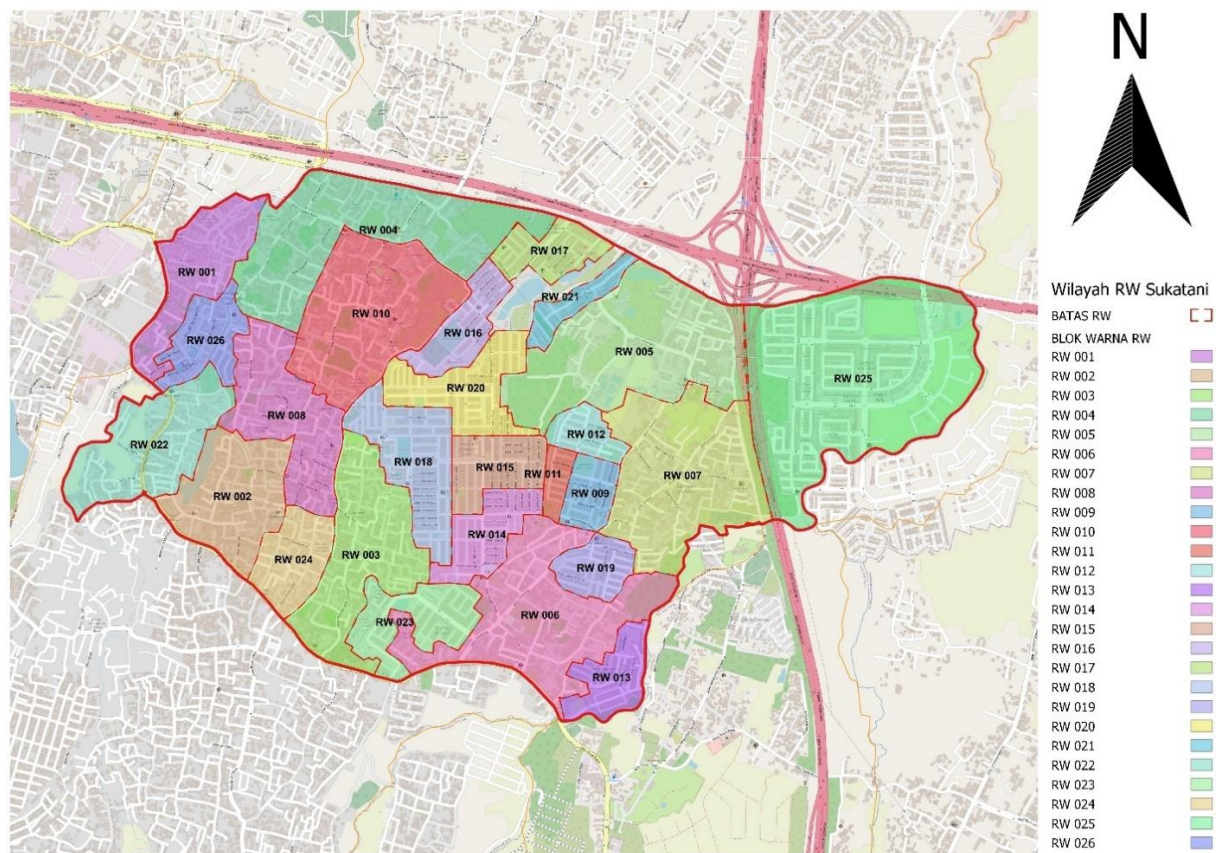 N
RW 004
RW 017
RW 001
RW 021
RW 010
RW 016
RW 026
RW 005
RW 025
RW 020
RW 008
RW 012
RW 022
RW 018
RW 015
RW 011
RW 007
RW 009
RW 002
RW 014
RW 024
RW 003
RW 019
RW 006
RW 023
RW 013
Wilayah RW Sukatani
BATAS RW
BLOK WARNA RW
RW 001
RW 002
RW 003
RW 004
RW 005
RW 006
RW 007
RW 008
RW 009
RW 010
RW 011
RW 012
RW 013
RW 014
RW 015
RW 016
RW 017
RW 018
RW 019
RW 020
RW 021
RW 022
RW 023
RW 024
RW 025
RW 026